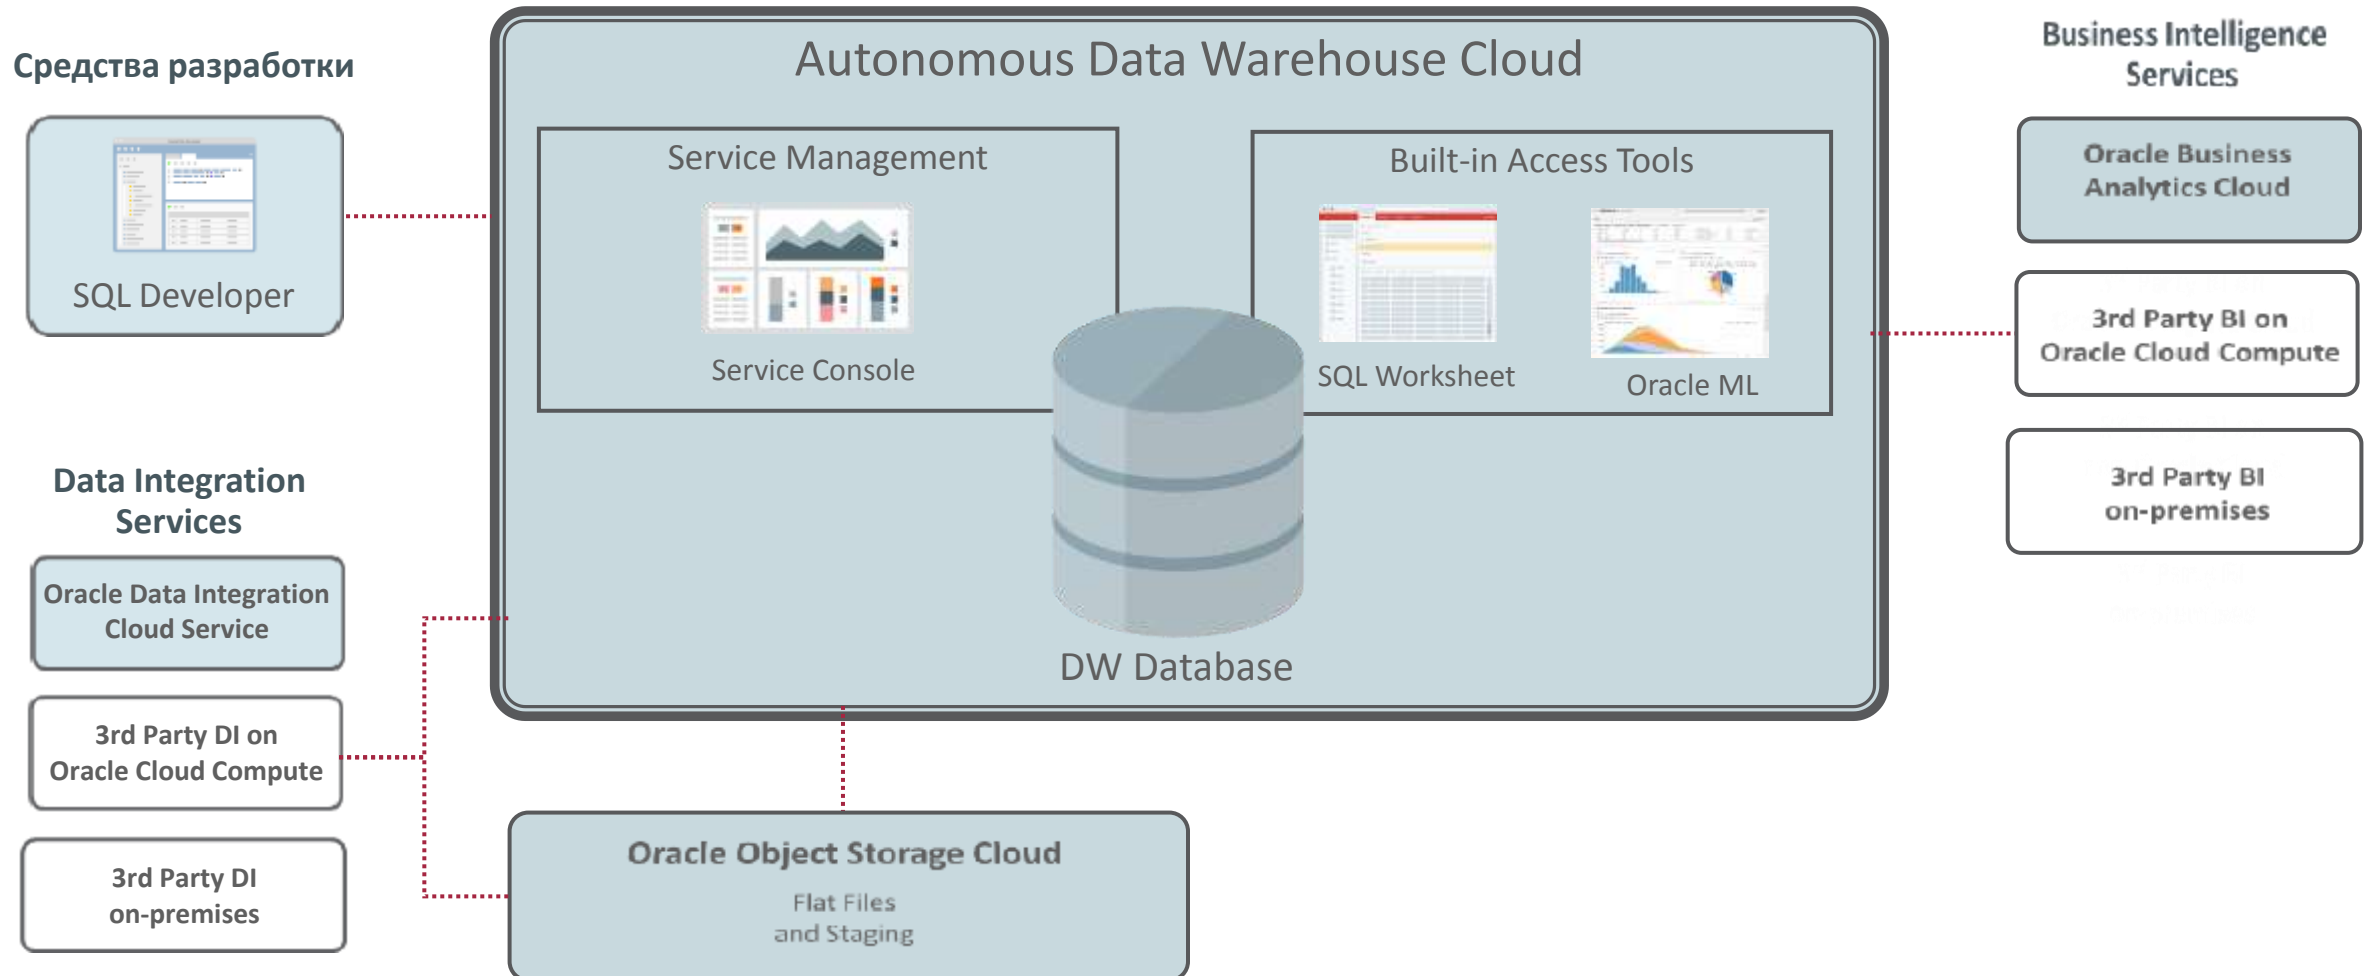 Средства разработки
SQL Developer
Data Integration
Services
Oracle Data Integration
Cloud Service
3rd Party DI on
Oracle Cloud Compute
3rd Party DI
on-premises
Autonomous Data Warehouse Cloud
Service Management
Service Console
Built-in Access Tools
SQL Worksheet
Oracle ML
DW Database
Oracle Object Storage Cloud
Flat Files
and Staging
Business Intelligence
Services
Oracle Business
Analytics Cloud
3rd Party BI on
Oracle Cloud Compute
3rd Party BI
on-premises